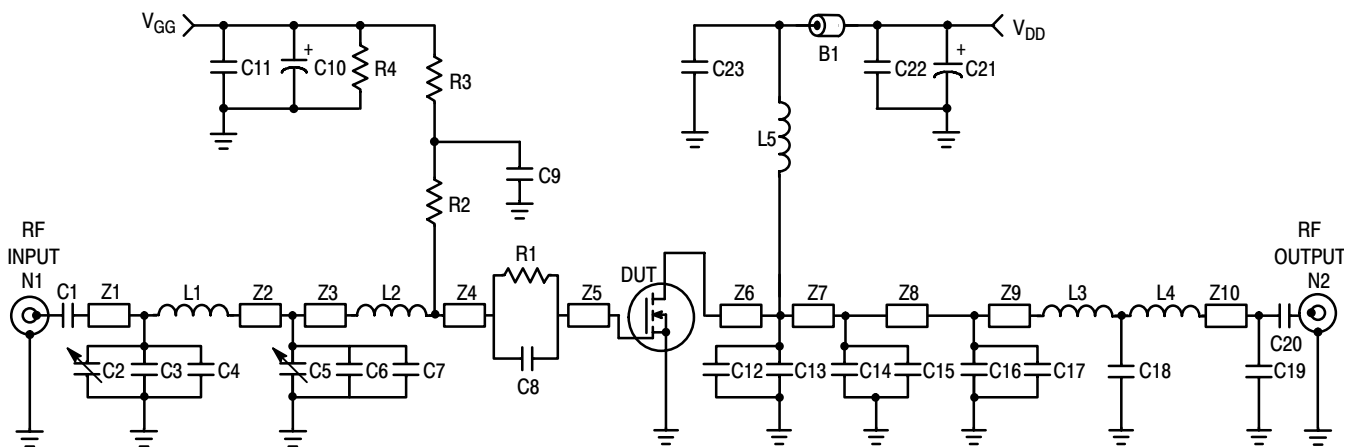 VGG
C11
+
C10
R4
R3
C9
R2
C23
B1
VDD
C22
+
C21
L5
RF
INPUT
N1
C1
Z1
L1
Z2
Z3
L2
Z4
R1
C8
Z5
DUT
Z6
Z7
Z8
Z9
L3
L4
Z10
RF
OUTPUT
N2
C20
C2
C3
C4
C5
C6
C7
C12
C13
C14
C15
C16
C17
C18
C19